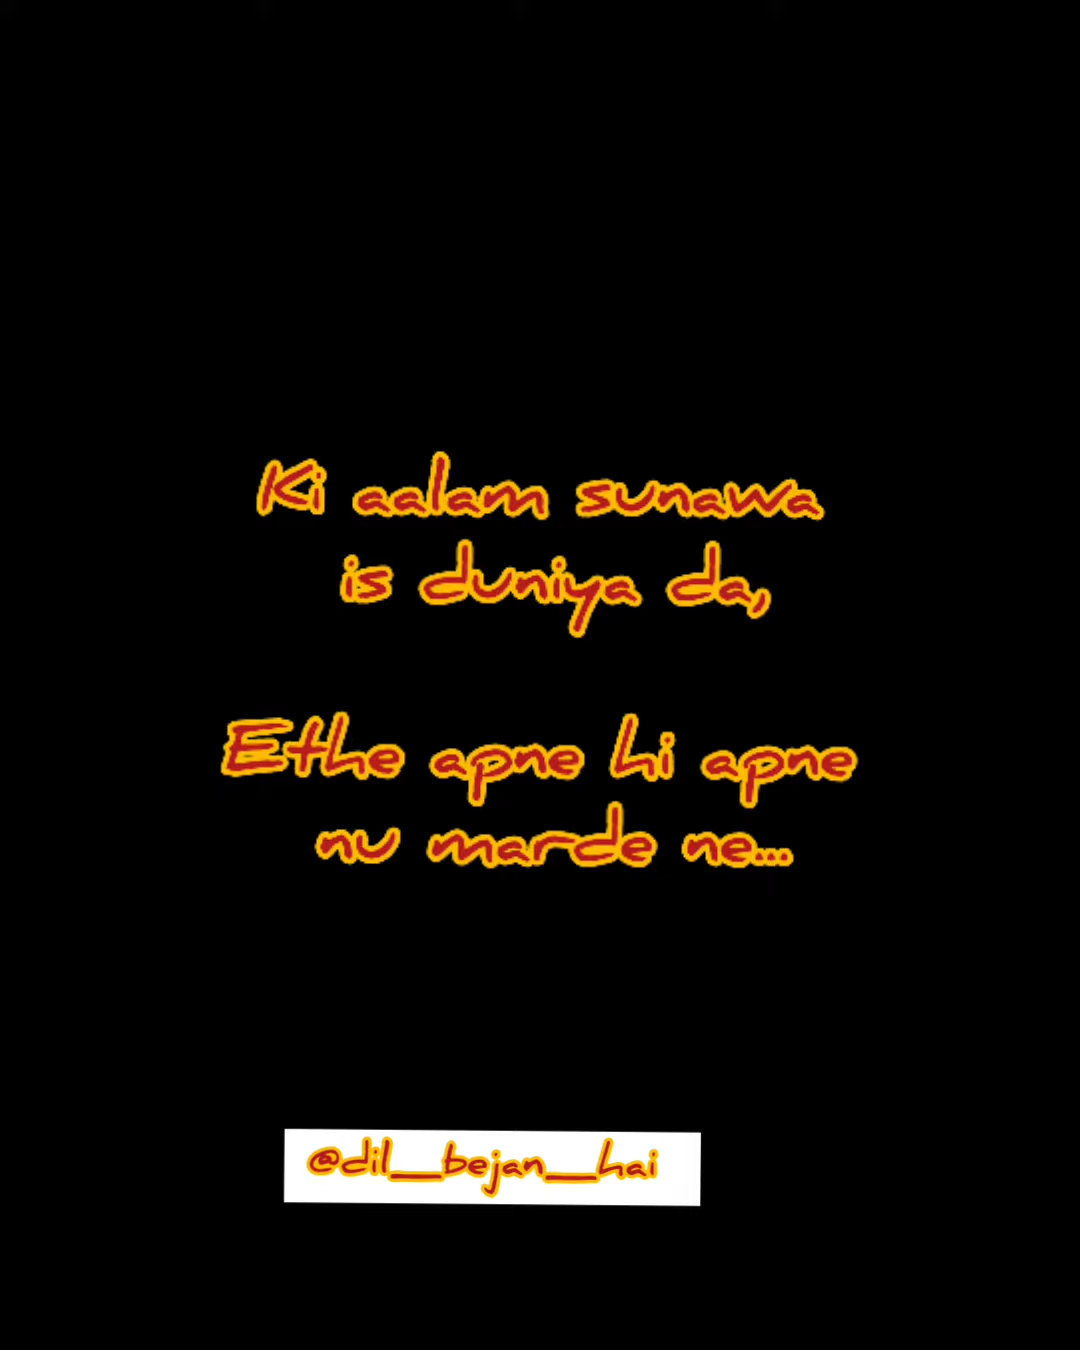 Ki aalam sunawa
is duniya da,
Ethe apne hi apne
nu marde ne...
@dil__bejan__hai